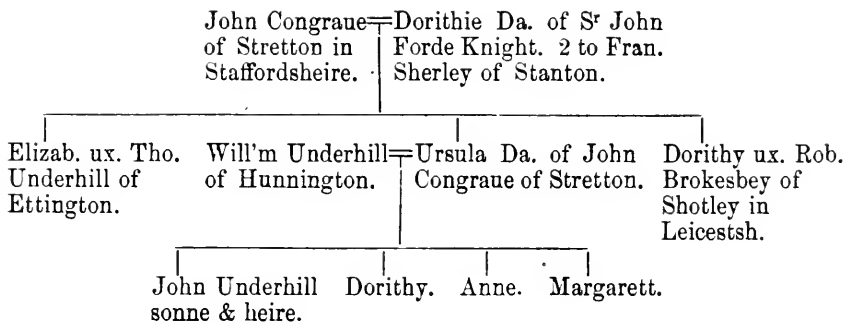 John Congraue
of Stretton in
Staffordsheire.
Dorithie Da. of Sʳ John
Forde Knight. 2 to Fran.
Sherley of Stanton.
Elizab. ux. Tho.
Underhill of
Ettington.
Will'm Underhill
of Hunnington.
Ursula Da. of John
Congraue of Stretton.
Dorithy ux. Rob.
Brokesbey of
Shotley in
Leicestsh.
John Underhill
sonne & heire.
Dorithy.
Anne.
Margarett.